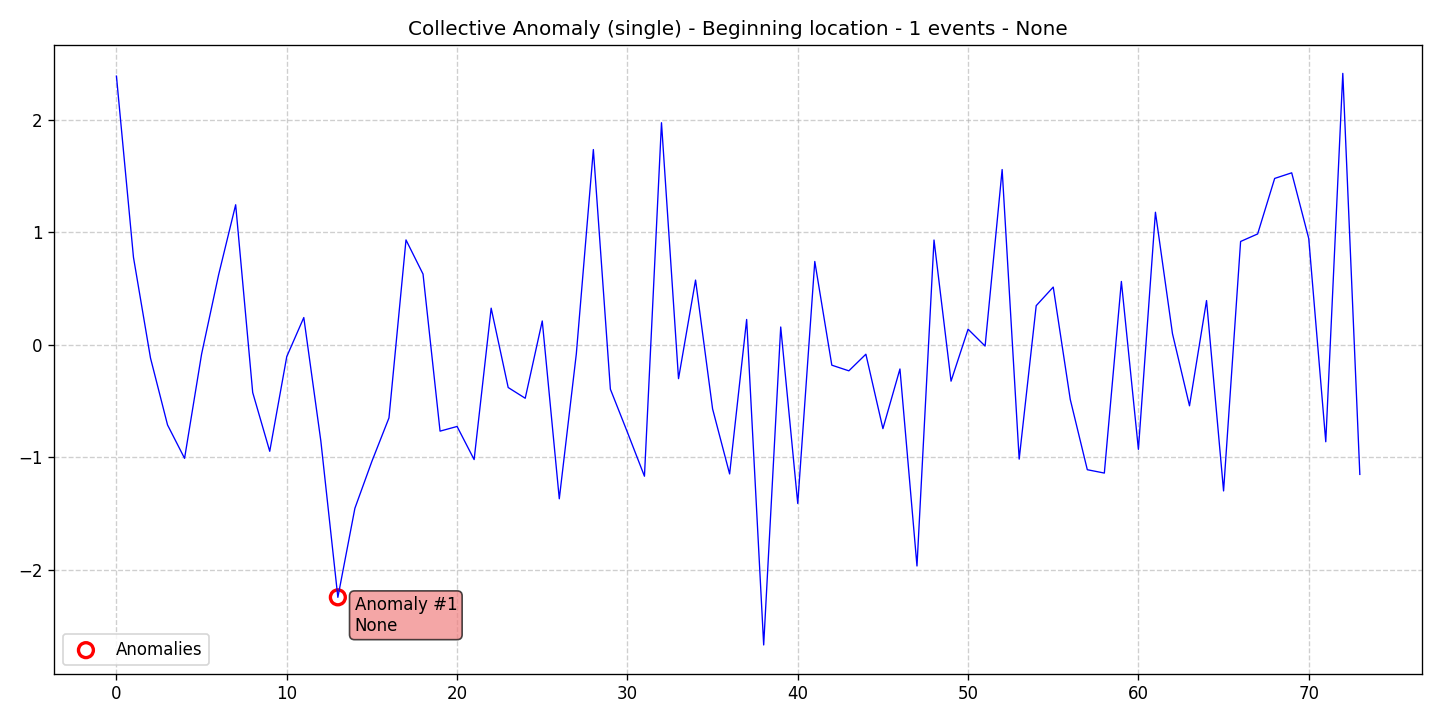 Collective Anomaly (single) - Beginning location - 1 events - None
2
1
0
−1
−2
Anomaly #1
None
Anomalies
0 10 20 30 40 50 60 70